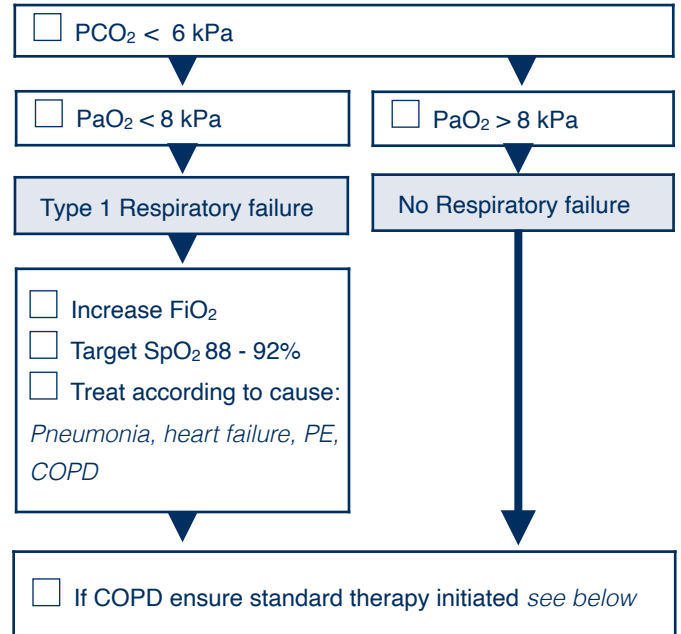 ☐ PCO₂ < 6 kPa
☐ PaO₂ < 8 kPa
☐ PaO₂ > 8 kPa
Type 1 Respiratory failure
No Respiratory failure
☐ Increase FiO₂
☐ Target SpO₂ 88 - 92%
☐ Treat according to cause:
Pneumonia, heart failure, PE,
COPD
☐ If COPD ensure standard therapy initiated see below